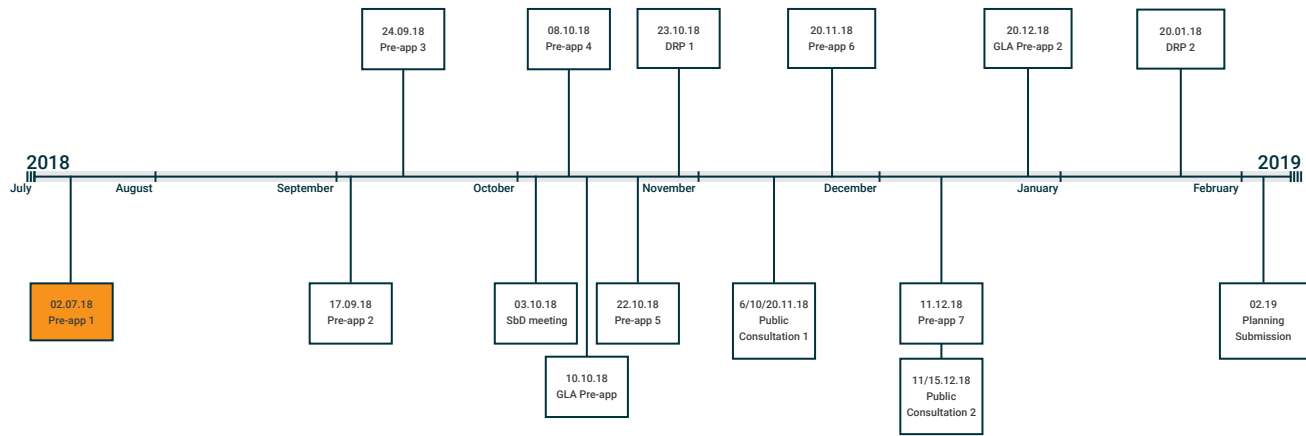 24.09.18
Pre-app 3
08.10.18
Pre-app 4
23.10.18
DRP 1
20.11.18
Pre-app 6
20.12.18
GLA Pre-app 2
20.01.18
DRP 2
2018
2019
July
August
September
October
November
December
January
February
02.07.18
Pre-app 1
17.09.18
Pre-app 2
03.10.18
SbD meeting
22.10.18
Pre-app 5
6/10/20.11.18
Public
Consultation 1
11.12.18
Pre-app 7
02.19
Planning
Submission
10.10.18
GLA Pre-app
11/15.12.18
Public
Consultation 2